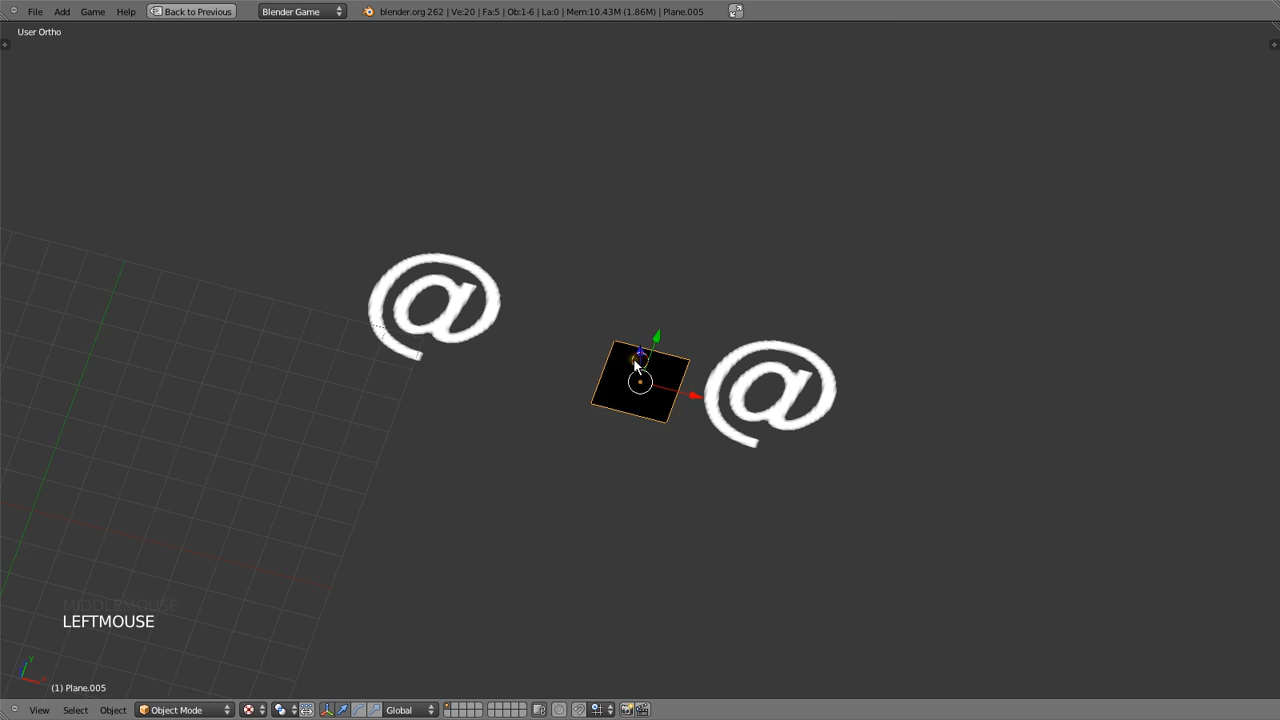 File Add Game Help Back to Previous Blender Game blender.org 262 | Ve:20 | Fa:5 | Ob:1-6 | La:0 | Mem:10.43M (1.86M) | Plane.005
User Ortho
@
@
MIDDLEMOUSE
LEFTMOUSE
y
x
(1) Plane.005
View Select Object Object Mode Global